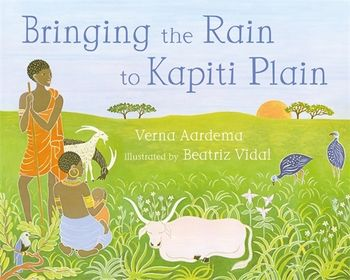 Bringing the Rain
to Kapiti Plain
Verna Aardema
illustrated by Beatriz Vidal